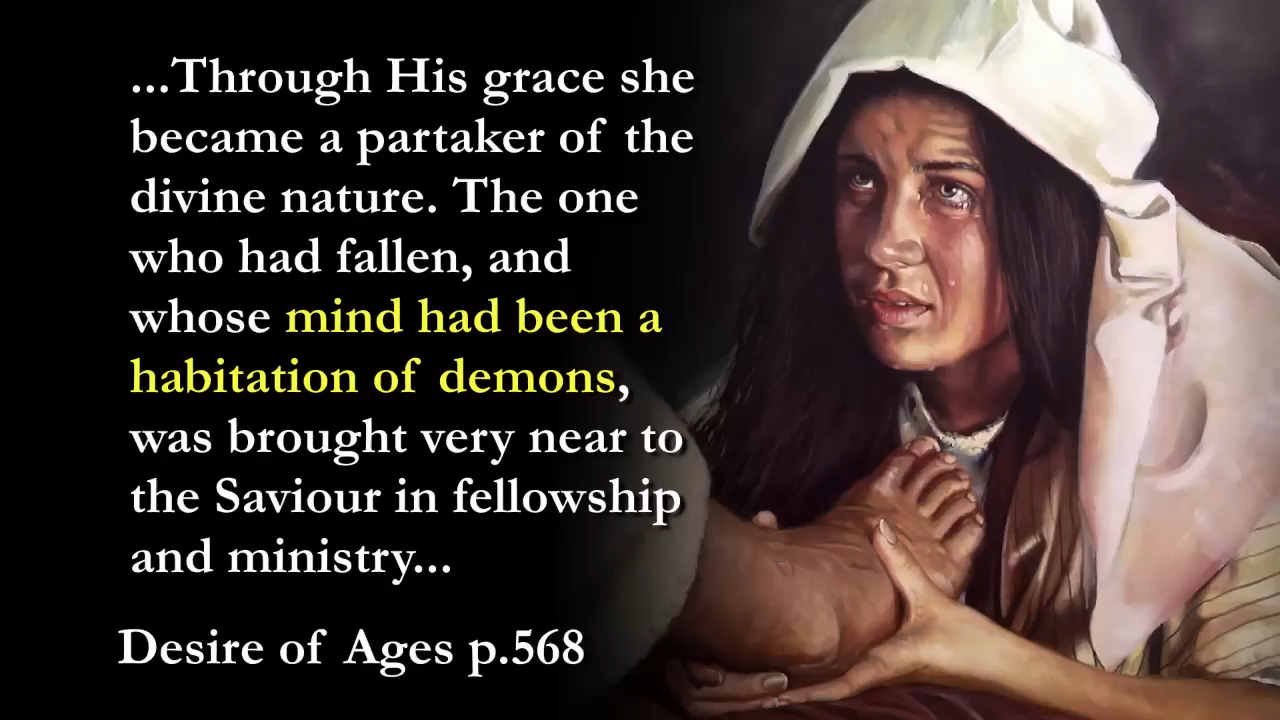 ...Through His grace she
became a partaker of the
divine nature. The one
who had fallen, and
whose mind had been a
habitation of demons,
was brought very near to
the Saviour in fellowship
and ministry...
Desire of Ages p.568